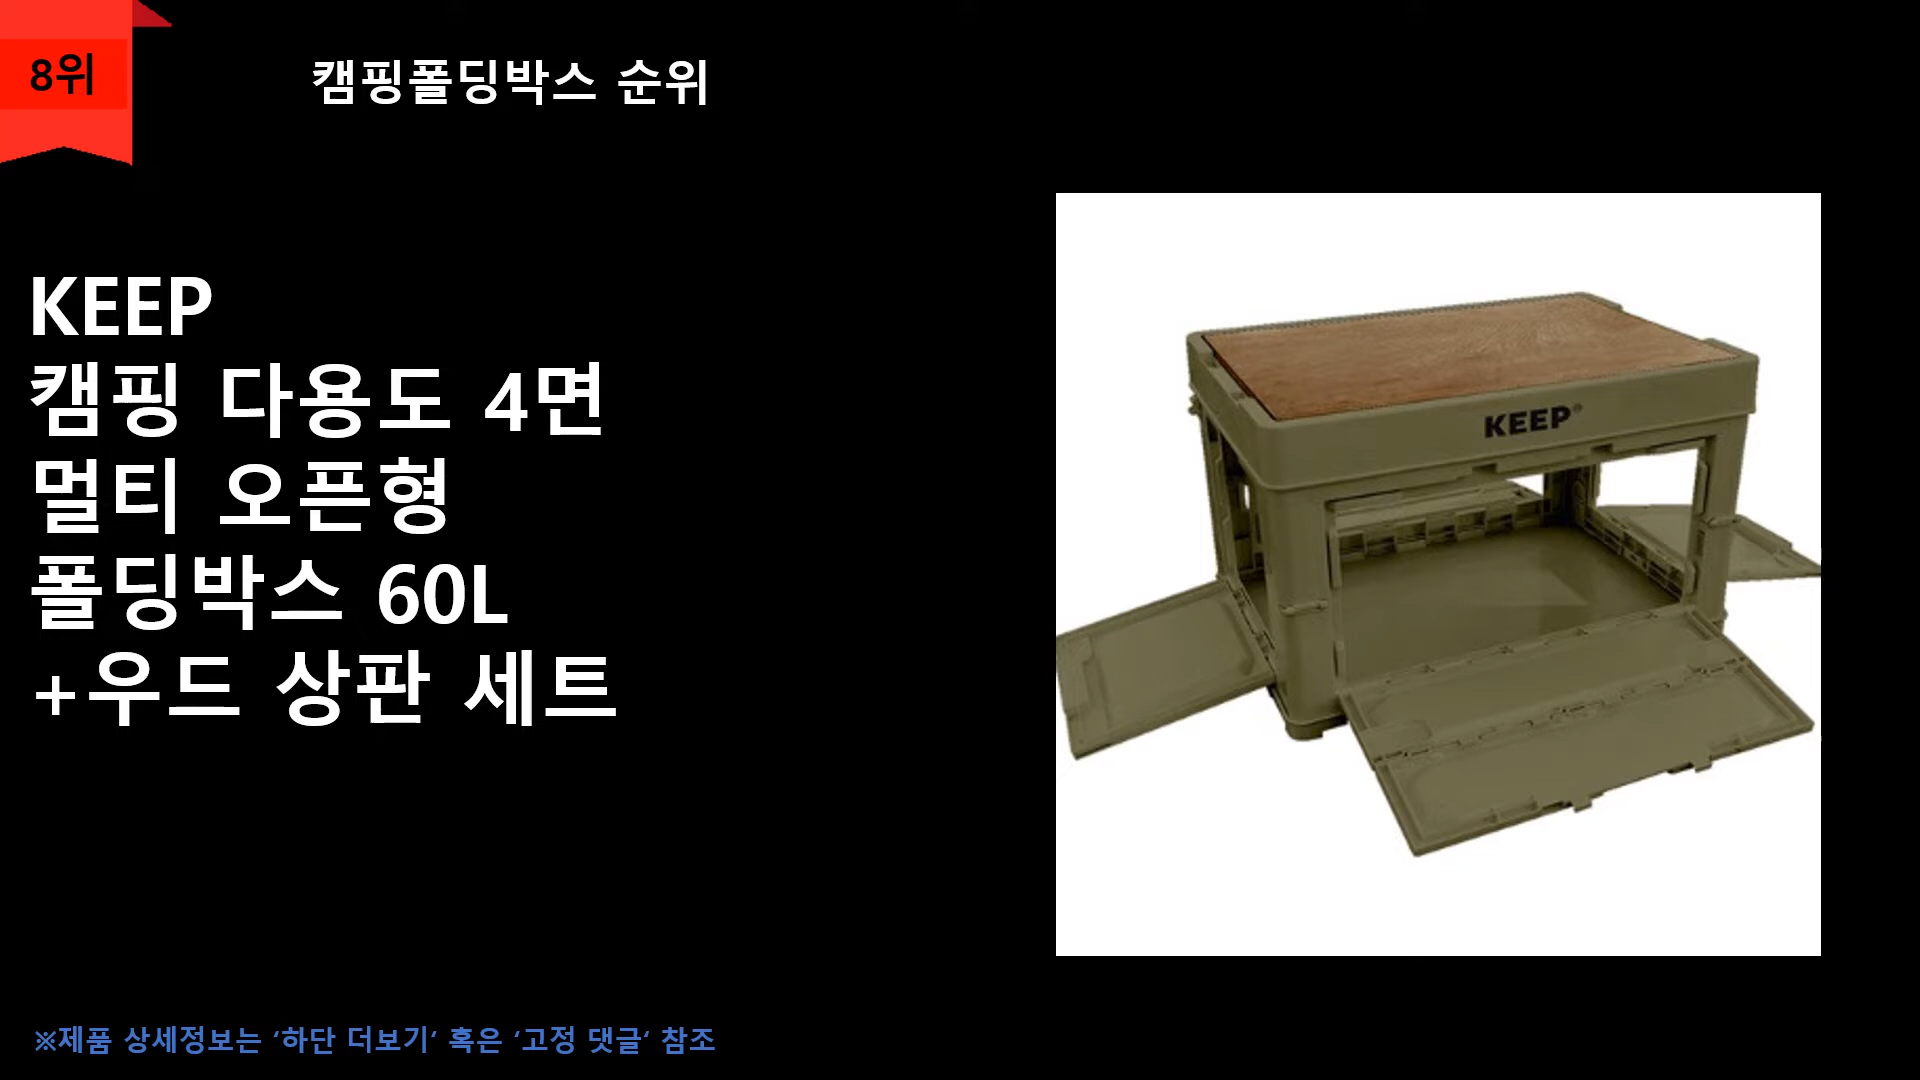 8위
캠핑폴딩박스 순위
KEEP
캠핑 다용도 4면
멀티 오픈형
폴딩박스 60L
+우드 상판 세트
KEEP®
※제품 상세정보는 ‘하단 더보기‘ 혹은 ‘고정 댓글‘ 참조